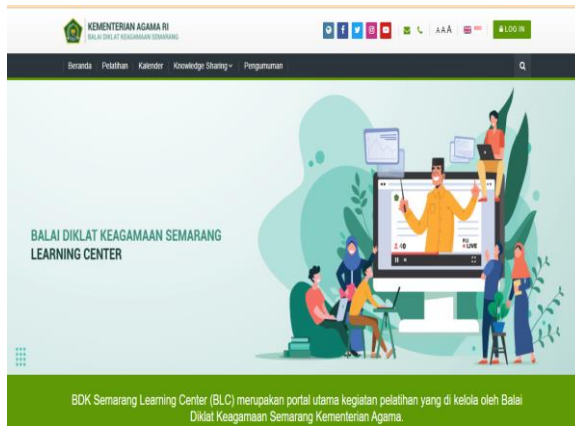 KEMENTERIAN AGAMA RI
BALAI DIKLAT KEAGAMAAN SEMARANG
A A A
LOG IN
Beranda Pelatihan Kalender Knowledge Sharing Pengumuman
BALAI DIKLAT KEAGAMAAN SEMARANG
LEARNING CENTER
LIVE
BDK Semarang Learning Center (BLC) merupakan portal utama kegiatan pelatihan yang di kelola oleh Balai
Diklat Keagamaan Semarang Kementerian Agama.